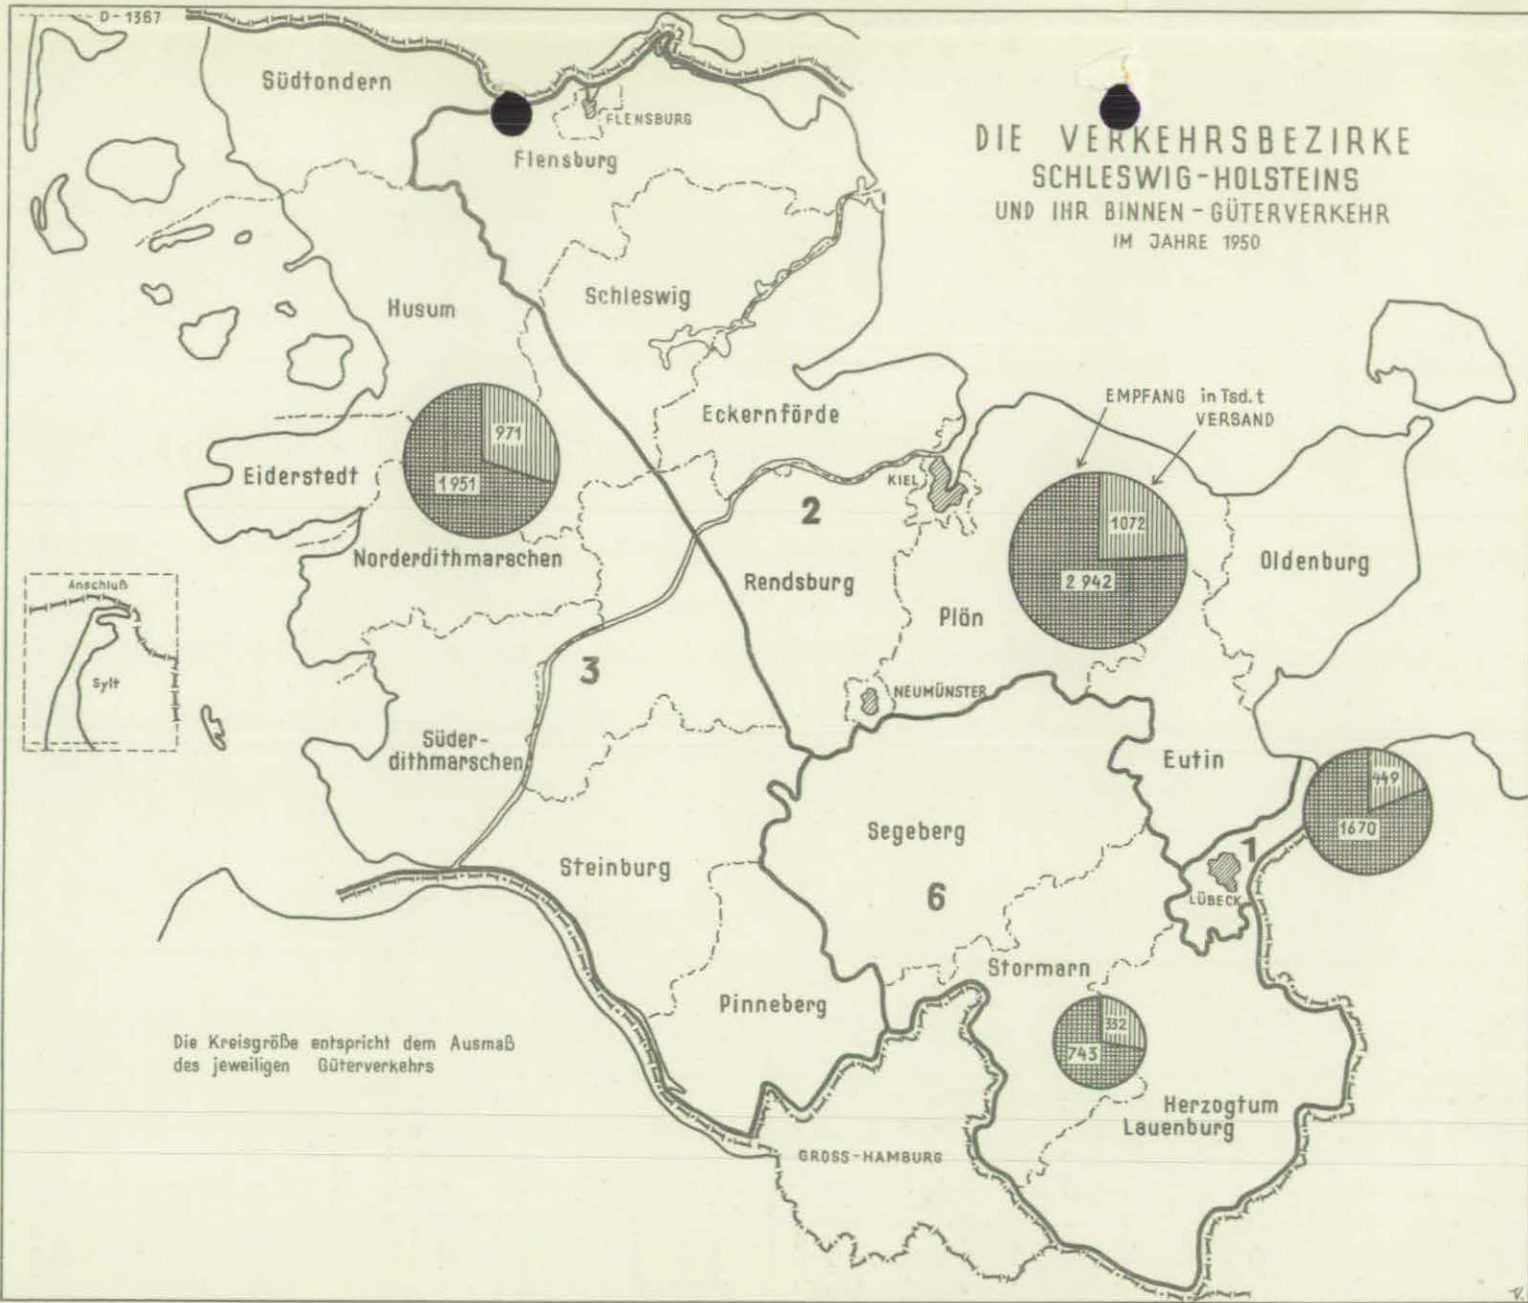 D-1367
DIE VERKEHRSBEZIRKE
SCHLESWIG-HOLSTEINS
UND IHR BINNEN-GÜTERVERKEHR
IM JAHRE 1950
Südtondern
FLENSBURG
Flensburg
Husum
Schleswig
Eckernförde
EMPFANG in Tsd. t
VERSAND
971
1951
Eiderstedt
KIEL
2
1072
2 942
Norderdithmarschen
Rendsburg
Oldenburg
Plön
Anschluß
Sylt
3
NEUMÜNSTER
Süder-
dithmarschen
Eutin
449
1670
Segeberg
Steinburg
1
LÜBECK
6
Stormarn
Pinneberg
332
743
Die Kreisgröße entspricht dem Ausmaß
des jeweiligen Güterverkehrs
Herzogtum
Lauenburg
GROSS-HAMBURG